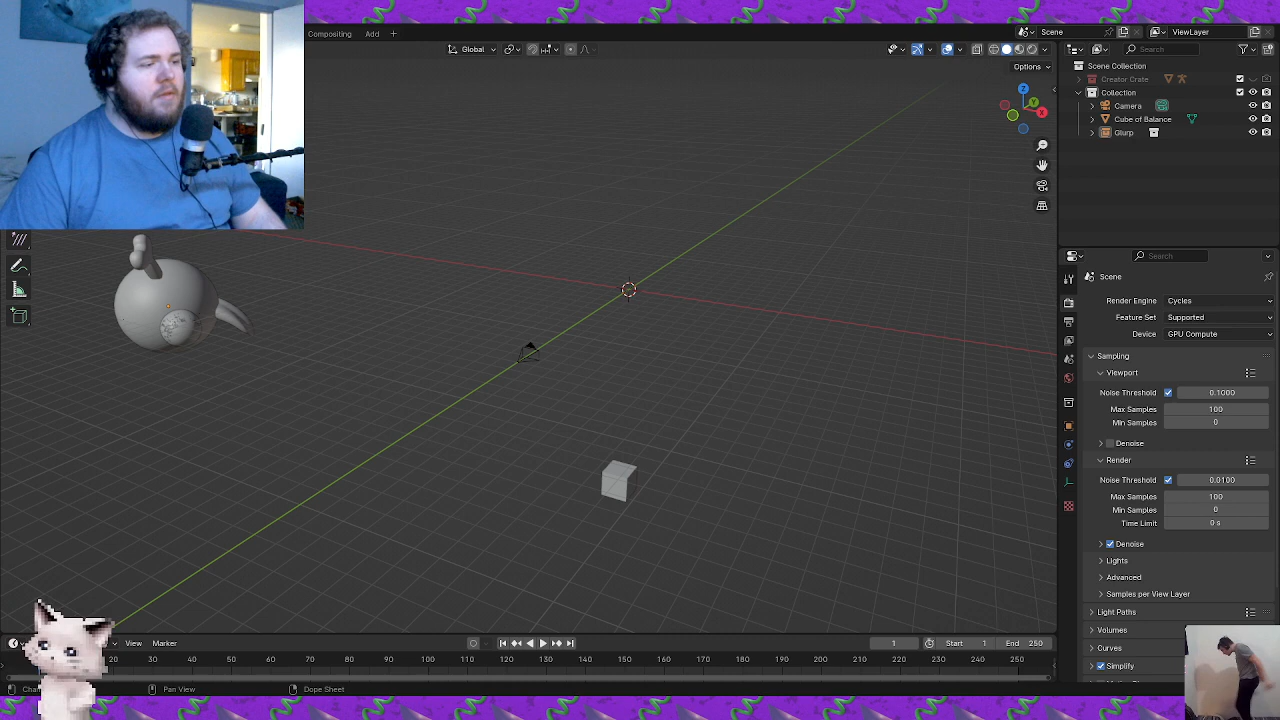 Compositing Add +
Scene ViewLayer
Global
Search
Options
Scene Collection
Creator Crate
Collection
Camera
Cube of Balance
Glurp
X
Y
Z
Search
Scene
Render Engine Cycles
Feature Set Supported
Device GPU Compute
Sampling
Viewport
Noise Threshold 0.1000
Max Samples 100
Min Samples 0
Denoise
Render
Noise Threshold 0.0100
Max Samples 100
Min Samples 0
Time Limit 0 s
Denoise
Lights
Advanced
Samples per View Layer
Light Paths
Volumes
Curves
Simplify
View Marker 1 Start 1 End 250
20 30 40 50 60 70 80 90 100 110 120 130 140 150 160 170 180 190 200 210 220 230 240 250
Pan View Dope Sheet